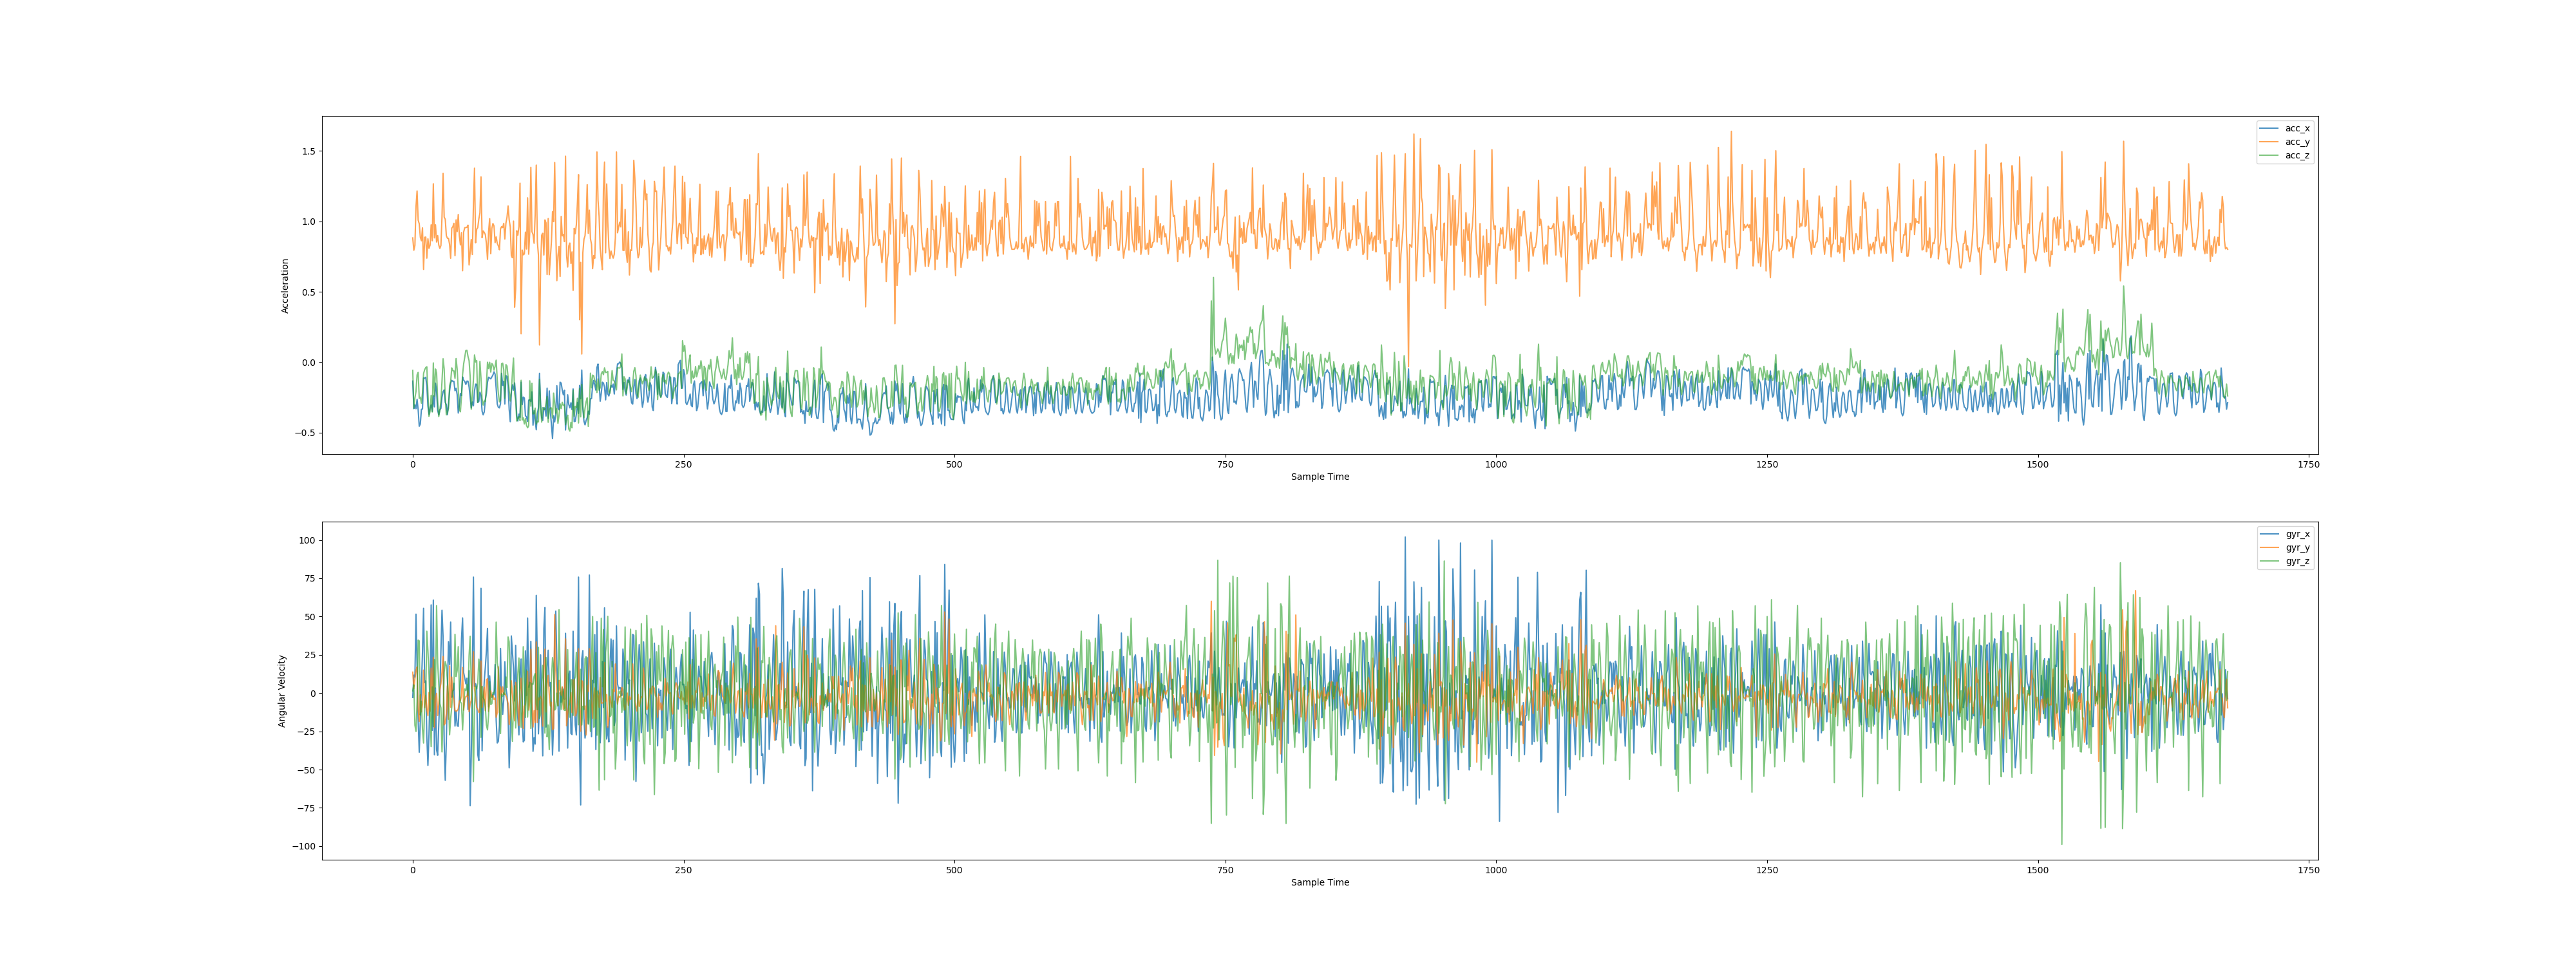 acc_x
acc_y
acc_z
1.5
1.0
0.5
0.0
−0.5
Acceleration
0 250 500 750 1000 1250 1500 1750
Sample Time
gyr_x
gyr_y
gyr_z
100
75
50
25
0
−25
−50
−75
−100
Angular Velocity
0 250 500 750 1000 1250 1500 1750
Sample Time